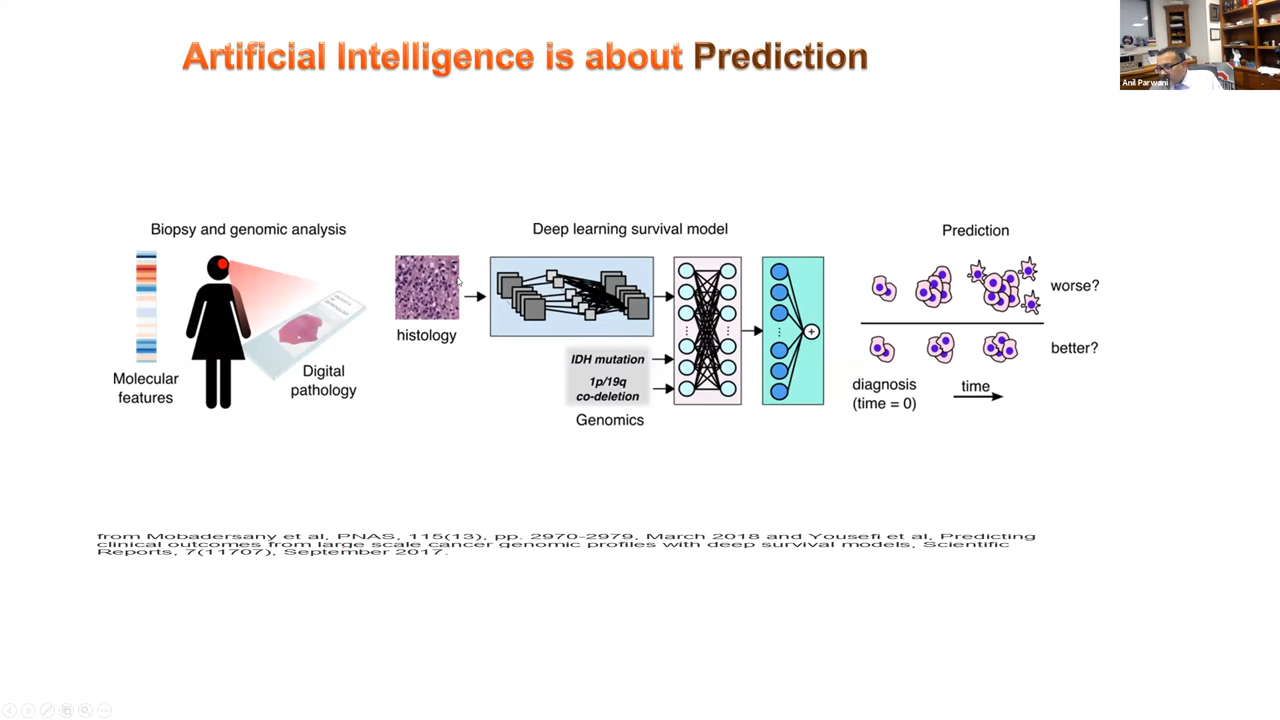 Artificial Intelligence is about Prediction
Anil Parwani
Biopsy and genomic analysis
Molecular
features
Digital
pathology
histology
Deep learning survival model
IDH mutation
1p/19q
co-deletion
Genomics
Prediction
worse?
better?
diagnosis
(time = 0)
time
from Mobadersany et al, PNAS, 115(13), pp. 2970-2979, March 2018 and Yousefi et al, Predicting
clinical outcomes from large scale cancer genomic profiles with deep survival models, Scientific
Reports, 7(11707), September 2017.